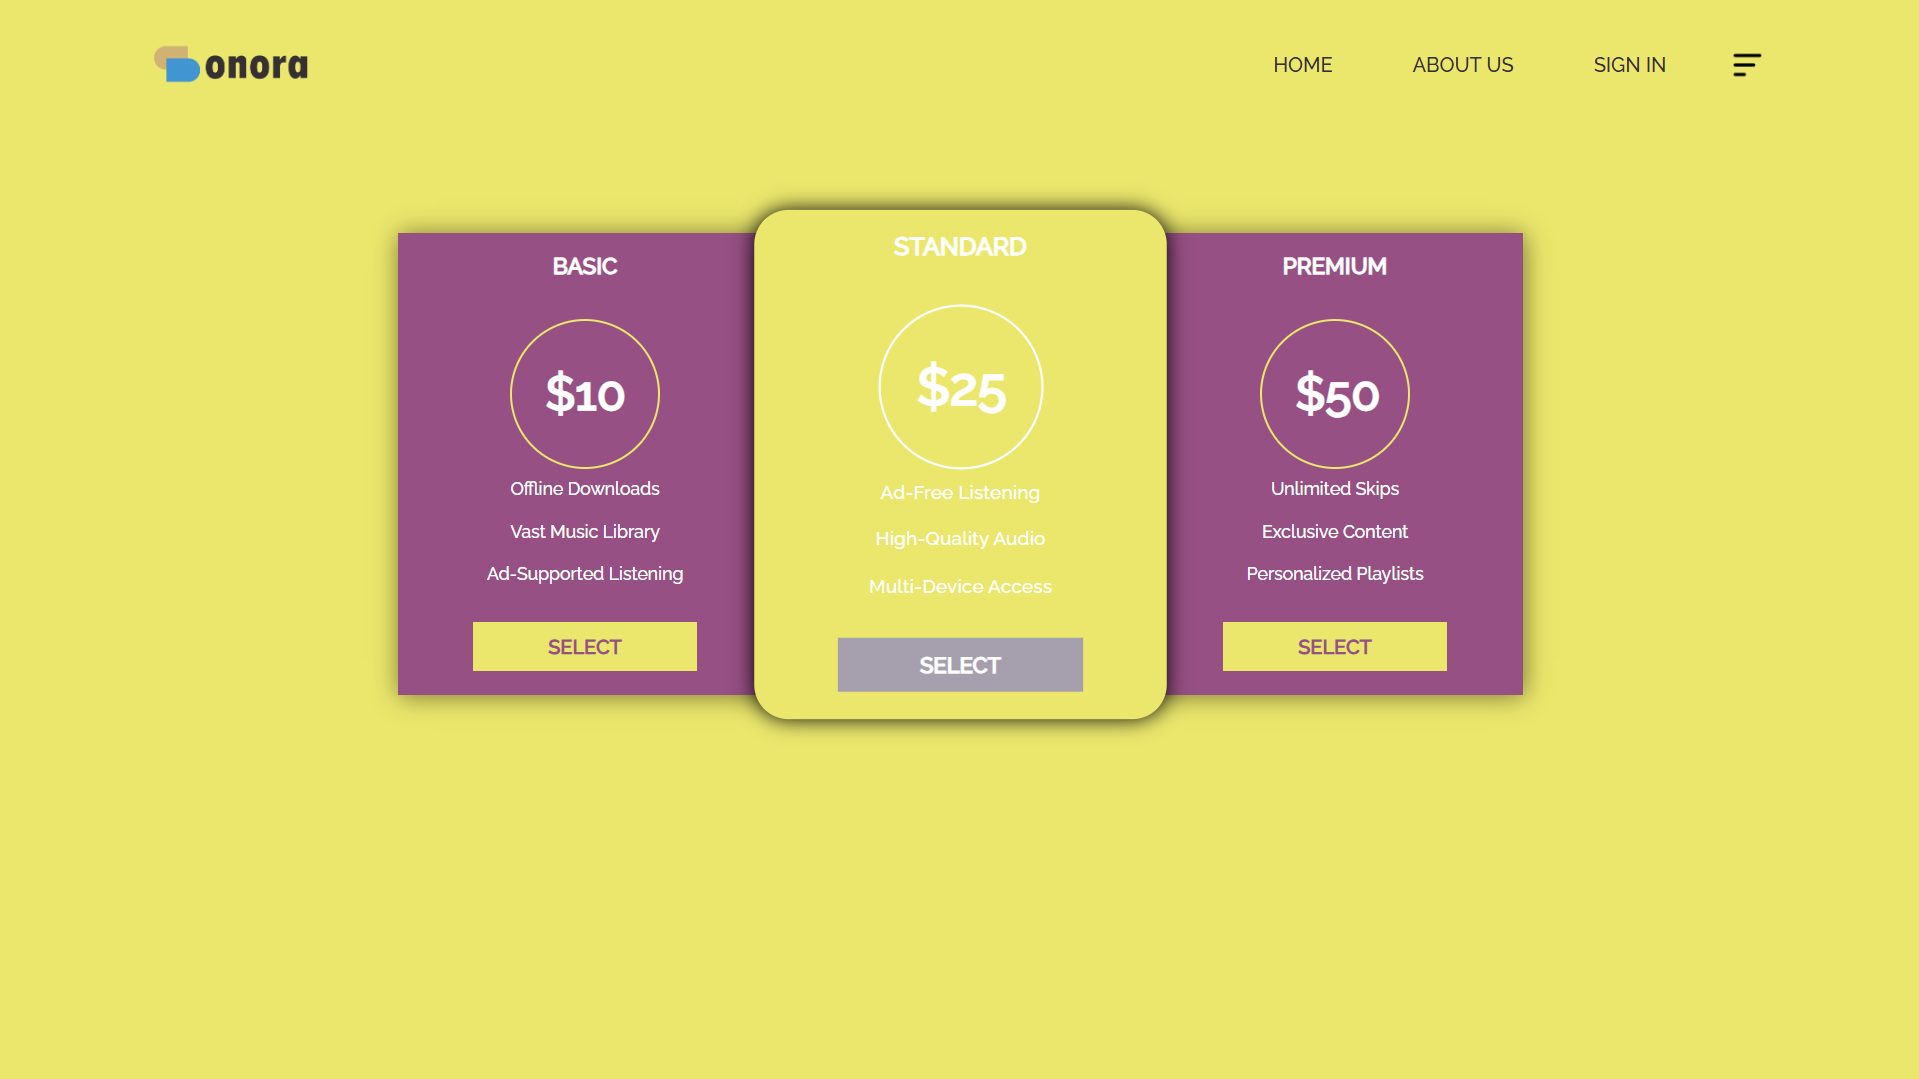 onora
HOME
ABOUT US
SIGN IN
BASIC
$10
Offline Downloads
Vast Music Library
Ad-Supported Listening
SELECT
STANDARD
$25
Ad-Free Listening
High-Quality Audio
Multi-Device Access
SELECT
PREMIUM
$50
Unlimited Skips
Exclusive Content
Personalized Playlists
SELECT